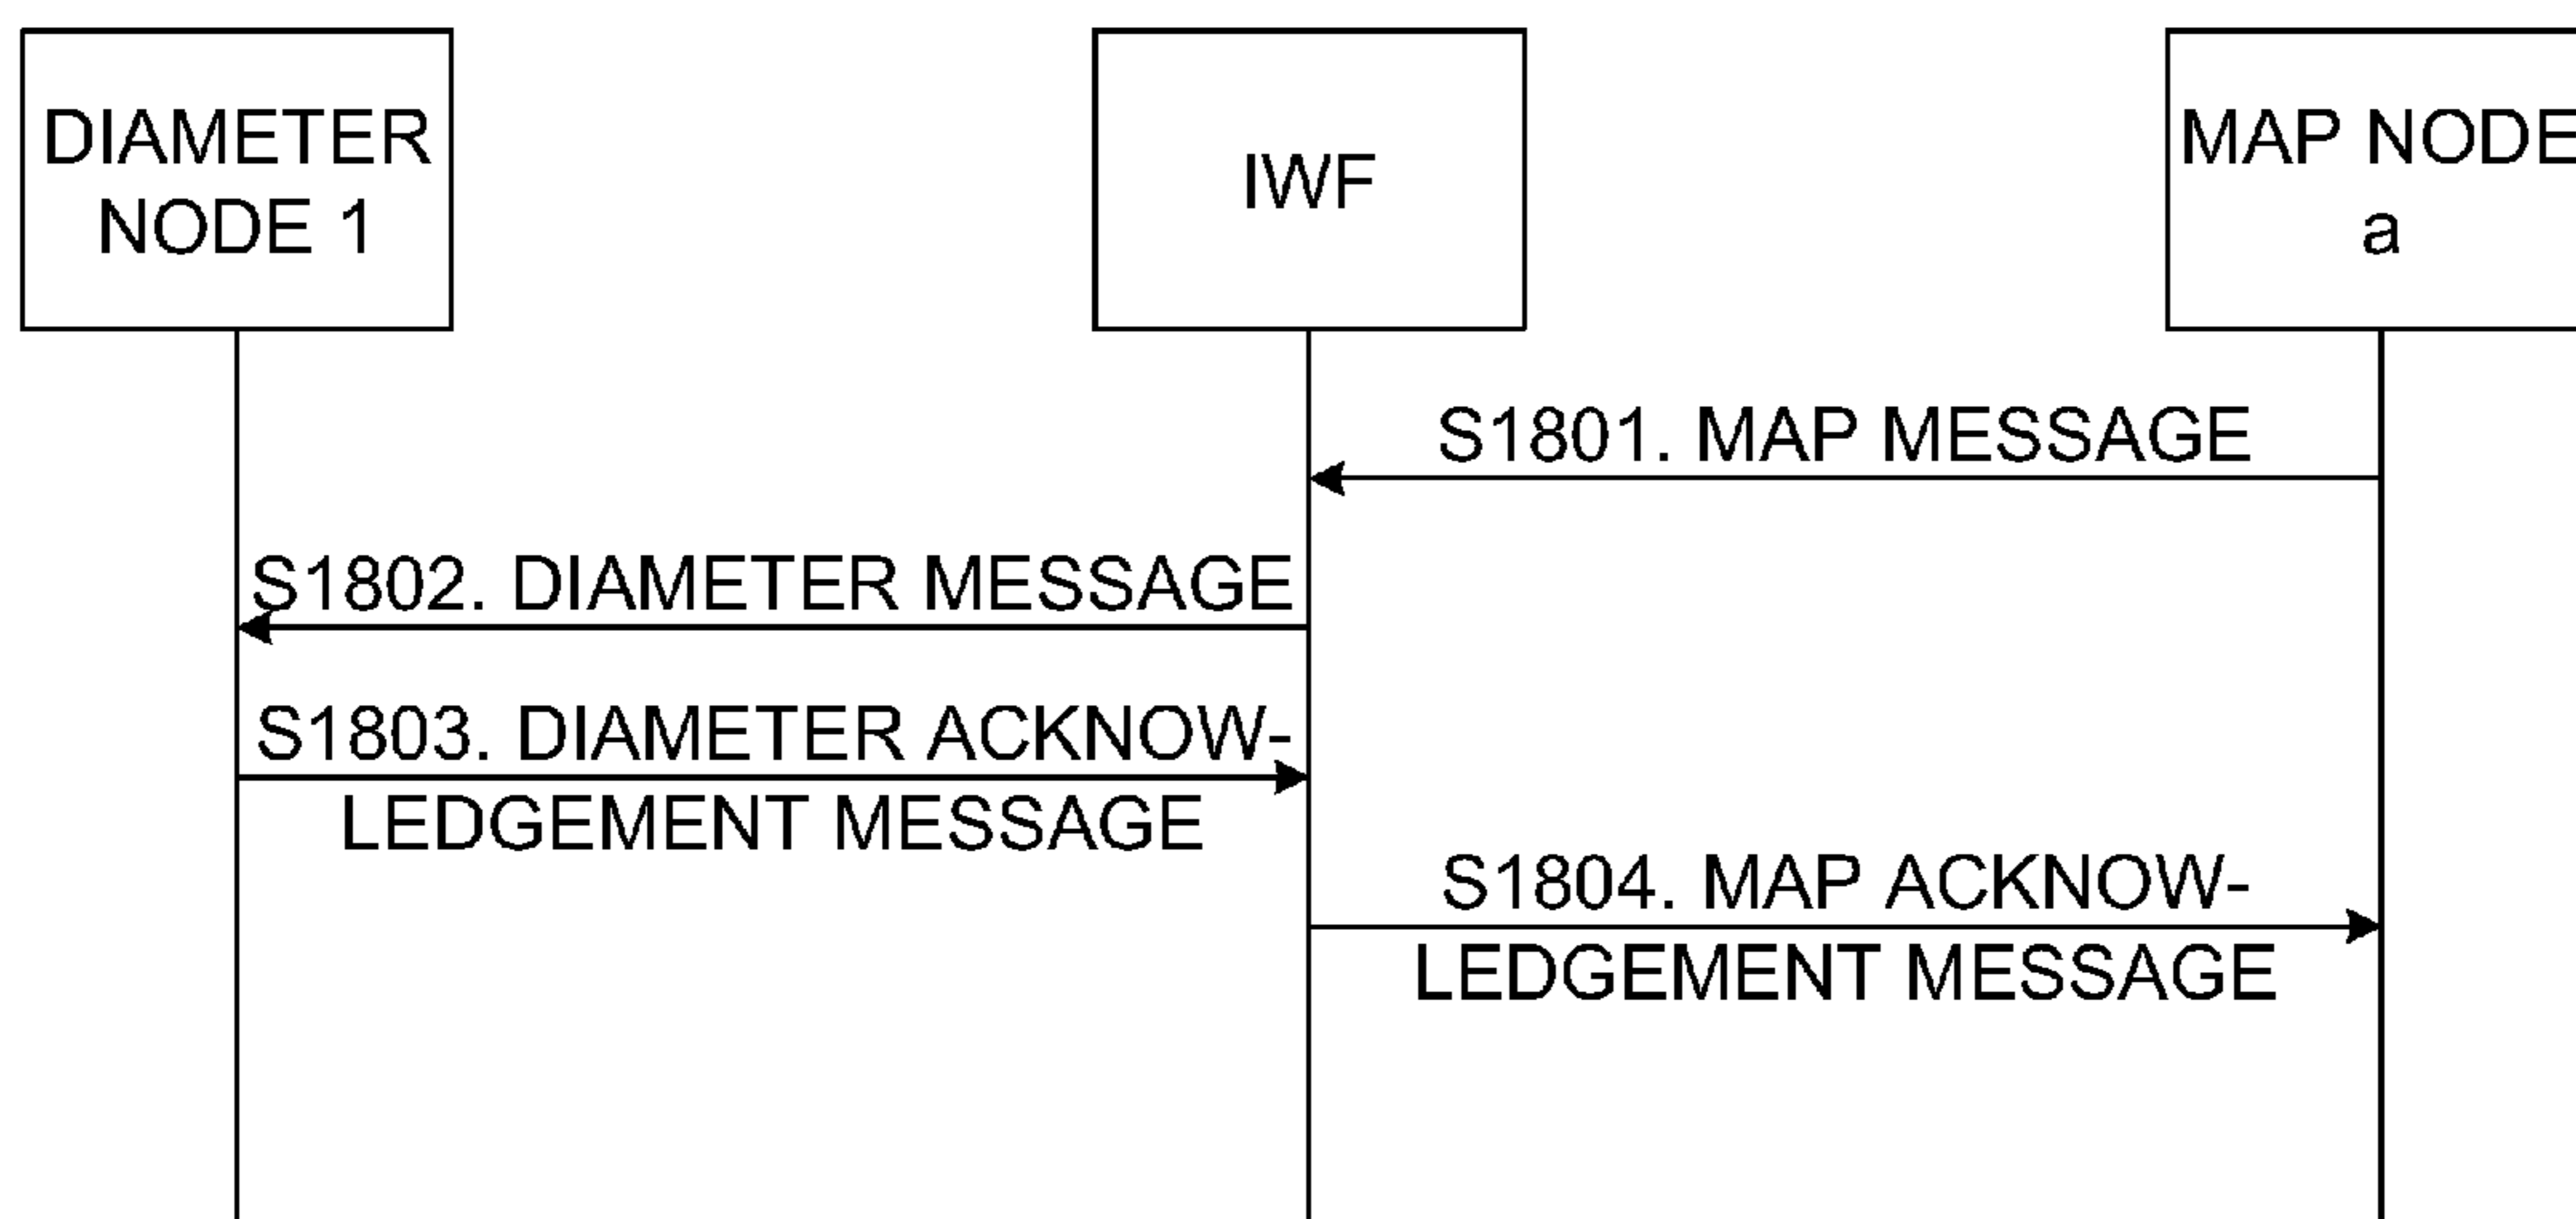 DIAMETER
NODE 1
IWF
MAP NODE
a
S1801. MAP MESSAGE
S1802. DIAMETER MESSAGE
S1803. DIAMETER ACKNOW-
LEDGEMENT MESSAGE
S1804. MAP ACKNOW-
LEDGEMENT MESSAGE